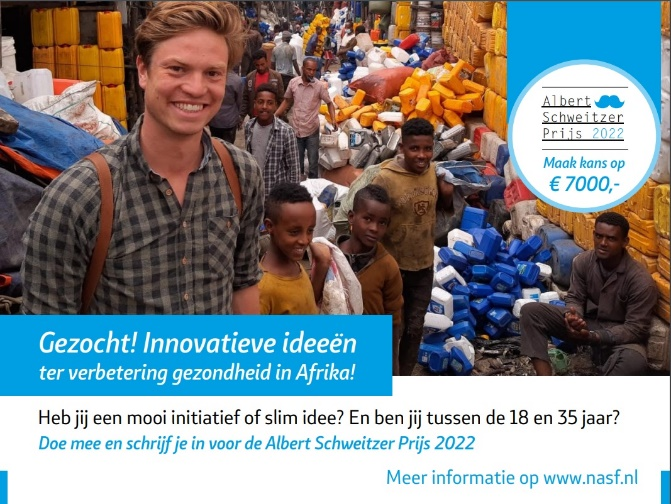 Albert
Schweitzer
Prijs 2022
Maak kans op
€ 7000,-
Gezocht! Innovatieve ideeën
ter verbetering gezondheid in Afrika!
Heb jij een mooi initiatief of slim idee? En ben jij tussen de 18 en 35 jaar?
Doe mee en schrijf je in voor de Albert Schweitzer Prijs 2022
Meer informatie op www.nasf.nl